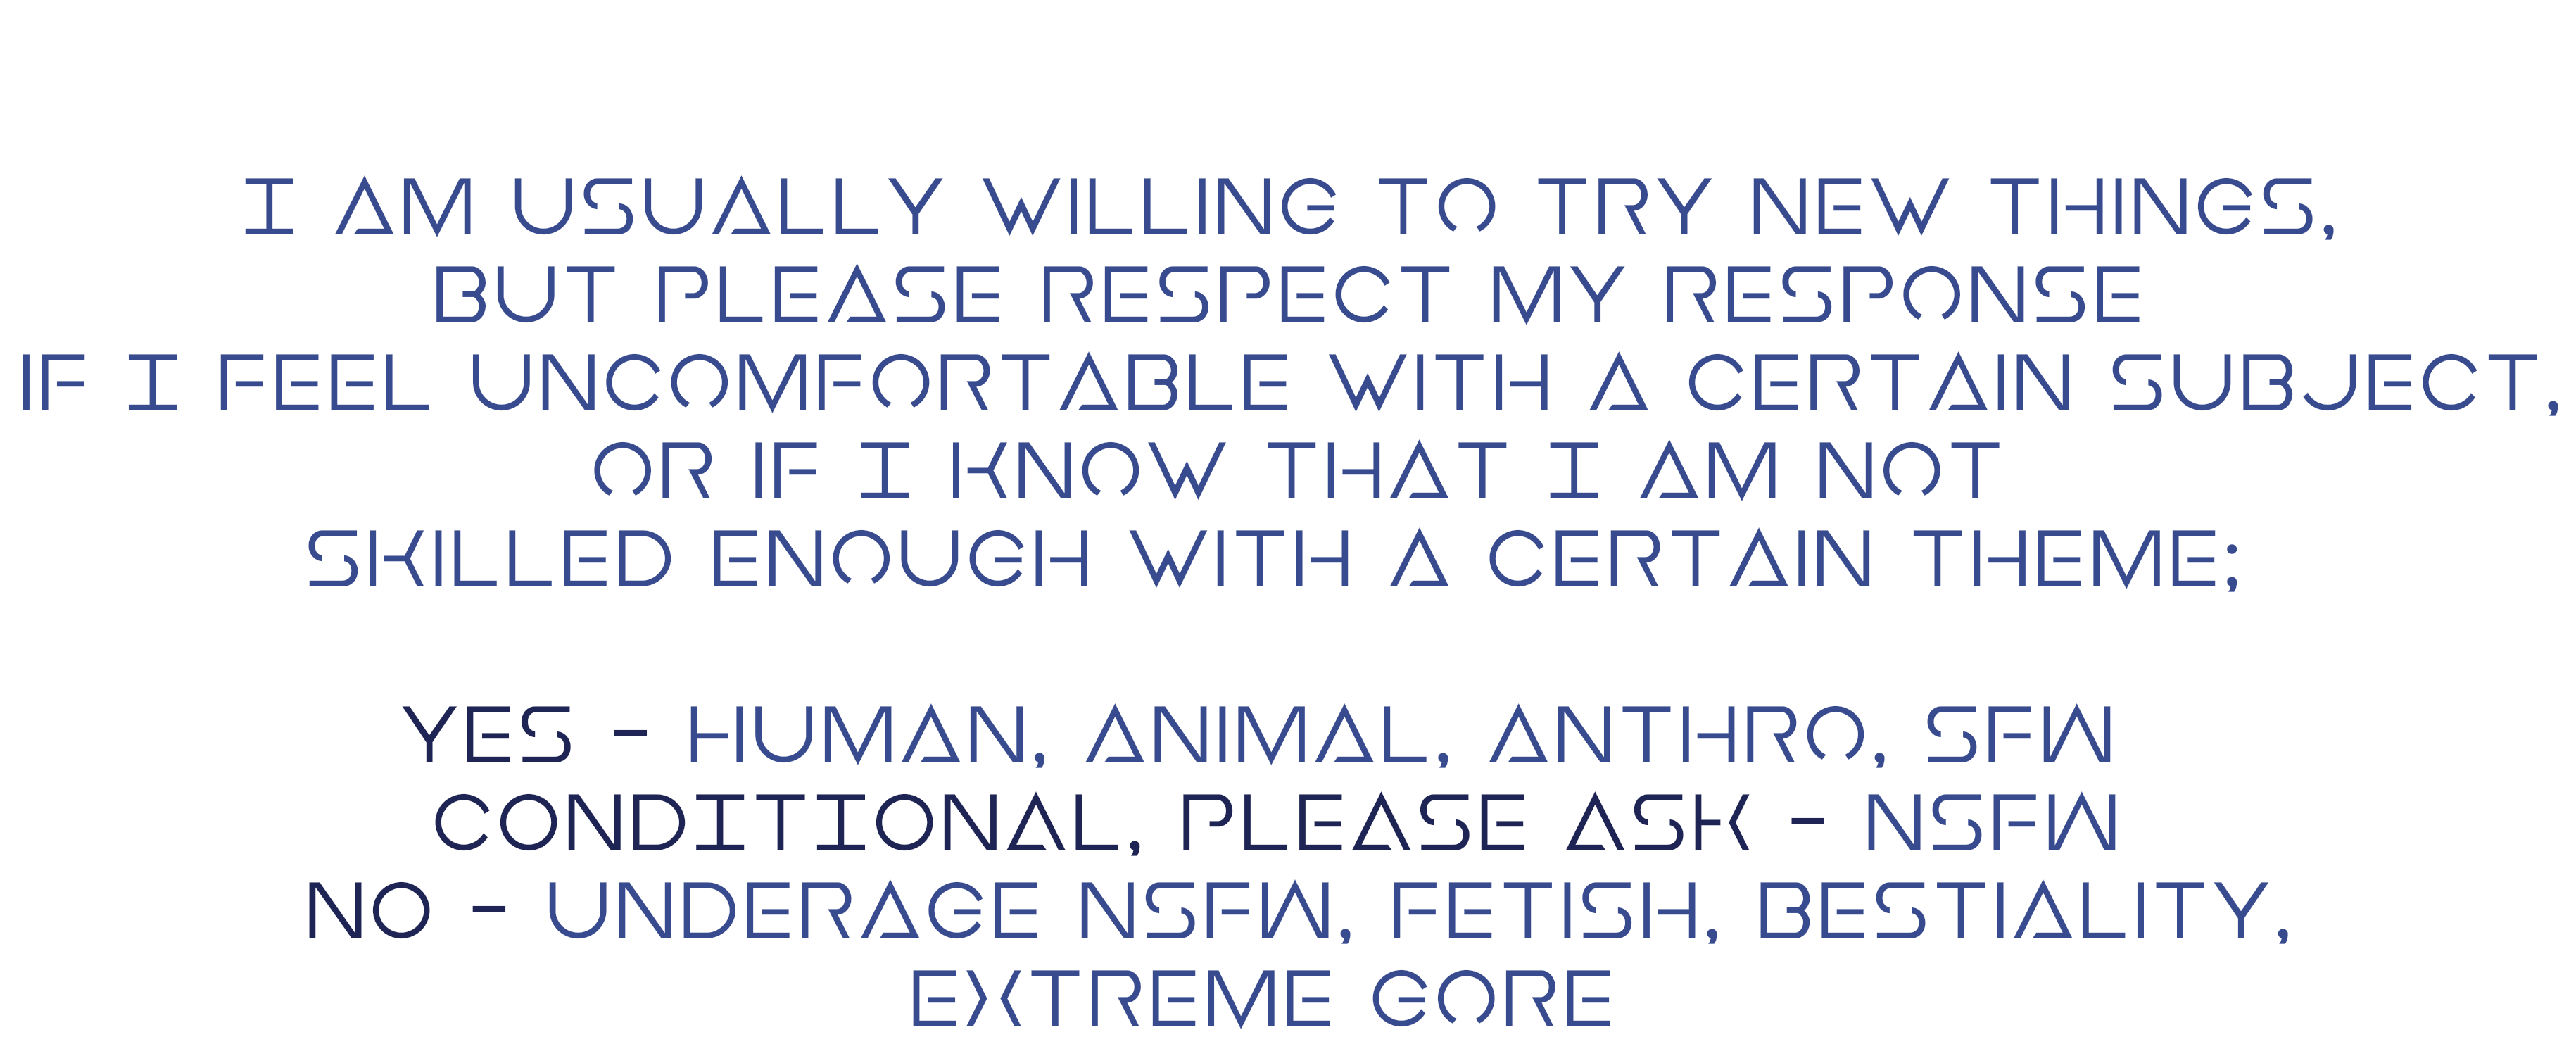 I AM USUALLY WILLING TO TRY NEW THINGS,
BUT PLEASE RESPECT MY RESPONSE
IF I FEEL UNCOMFORTABLE WITH A CERTAIN SUBJECT,
OR IF I KNOW THAT I AM NOT
SKILLED ENOUGH WITH A CERTAIN THEME;
YES - HUMAN, ANIMAL, ANTHRO, SFW
CONDITIONAL, PLEASE ASK - NSFW
NO - UNDERAGE NSFW, FETISH, BESTIALITY,
EXTREME GORE